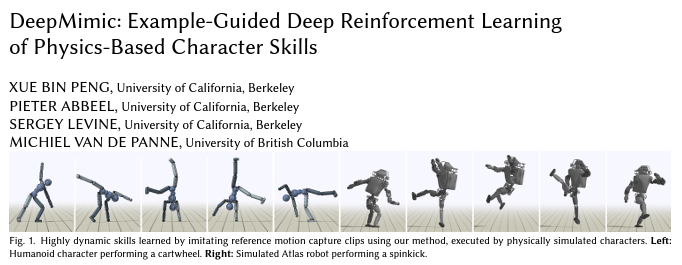 DeepMimic: Example-Guided Deep Reinforcement Learning
of Physics-Based Character Skills
XUE BIN PENG, University of California, Berkeley
PIETER ABBEEL, University of California, Berkeley
SERGEY LEVINE, University of California, Berkeley
MICHIEL VAN DE PANNE, University of British Columbia
Fig. 1. Highly dynamic skills learned by imitating reference motion capture clips using our method, executed by physically simulated characters. Left:
Humanoid character performing a cartwheel. Right: Simulated Atlas robot performing a spinkick.